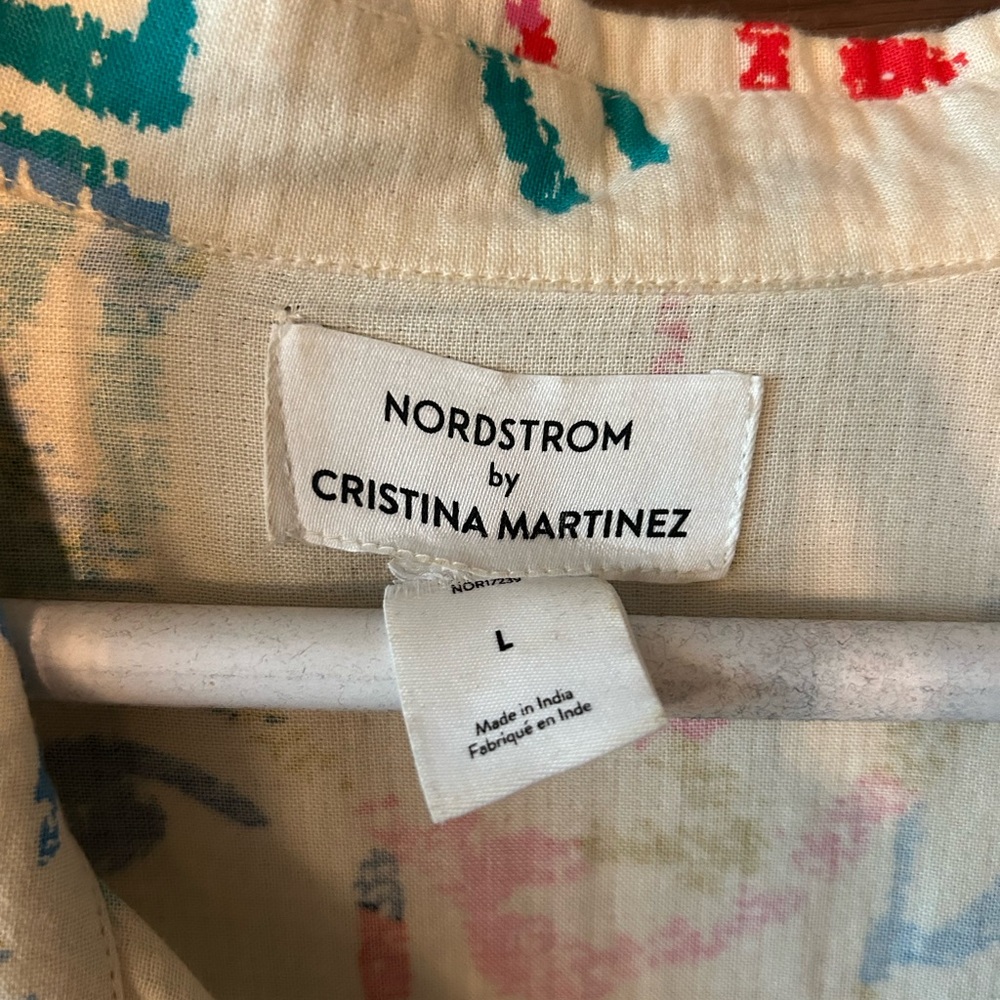 NORDSTROM
by
CRISTINA MARTINEZ
L
Made in India
Fabriqué en Inde